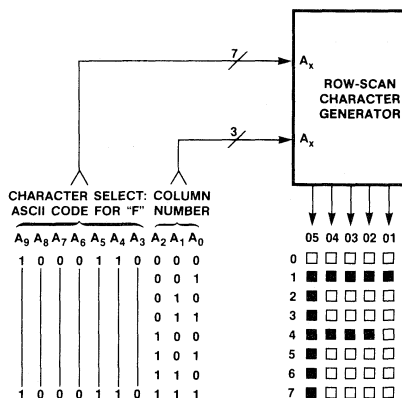 7
Ax
ROW-SCAN
CHARACTER
GENERATOR
3
Ax
CHARACTER SELECT: COLUMN
ASCII CODE FOR "F" NUMBER
A9 A8 A7 A6 A5 A4 A3 A2 A1 A0
05 04 03 02 01
1 0 0 0 1 1 0 0 0 0
0
0 0 1
1
0 1 0
2
0 1 1
3
1 0 0
4
1 0 1
5
1 1 0
6
1 0 0 0 1 1 0 1 1 1
7